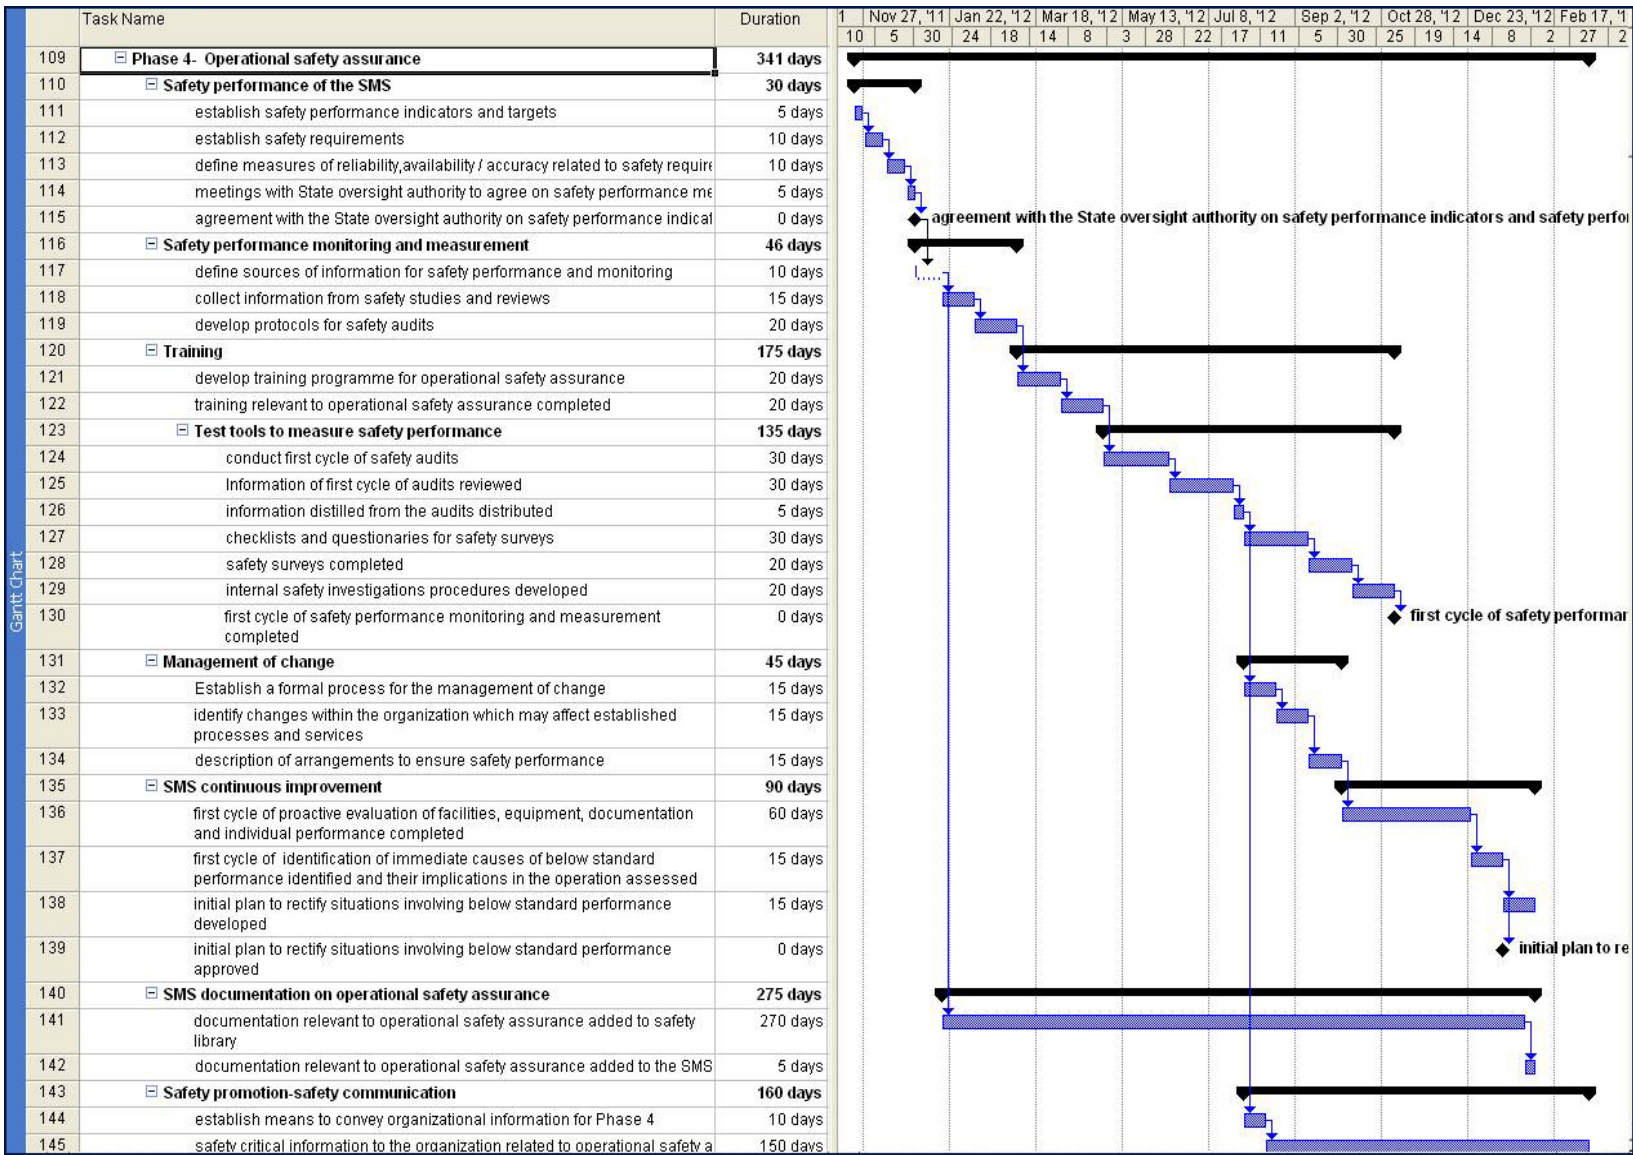 Task Name Duration 1 Nov 27, '11 Jan 22, '12 Mar 18, '12 May 13, '12 Jul 8, '12 Sep 2, '12 Oct 28, '12 Dec 23, '12 Feb 17, '1
10 5 30 24 18 14 8 3 28 22 17 11 5 30 25 19 14 8 2 27 2
109 Phase 4- Operational safety assurance 341 days
110 Safety performance of the SMS 30 days
111 establish safety performance indicators and targets 5 days
112 establish safety requirements 10 days
113 define measures of reliability,availability / accuracy related to safety require 10 days
114 meetings with State oversight authority to agree on safety performance me 5 days
115 agreement with the State oversight authority on safety performance indicat 0 days agreement with the State oversight authority on safety performance indicators and safety perfo
116 Safety performance monitoring and measurement 46 days
117 define sources of information for safety performance and monitoring 10 days
118 collect information from safety studies and reviews 15 days
119 develop protocols for safety audits 20 days
120 Training 175 days
121 develop training programme for operational safety assurance 20 days
122 training relevant to operational safety assurance completed 20 days
123 Test tools to measure safety performance 135 days
124 conduct first cycle of safety audits 30 days
125 Information of first cycle of audits reviewed 30 days
126 information distilled from the audits distributed 5 days
127 checklists and questionaries for safety surveys 30 days
128 safety surveys completed 20 days
129 internal safety investigations procedures developed 20 days
130 first cycle of safety performance monitoring and measurement 0 days first cycle of safety performar
completed
131 Management of change 45 days
132 Establish a formal process for the management of change 15 days
133 identify changes within the organization which may affect established 15 days
processes and services
134 description of arrangements to ensure safety performance 15 days
135 SMS continuous improvement 90 days
136 first cycle of proactive evaluation of facilities, equipment, documentation 60 days
and individual performance completed
137 first cycle of identification of immediate causes of below standard 15 days
performance identified and their implications in the operation assessed
138 initial plan to rectify situations involving below standard performance 15 days
developed
139 initial plan to rectify situations involving below standard performance 0 days initial plan to re
approved
140 SMS documentation on operational safety assurance 275 days
141 documentation relevant to operational safety assurance added to safety 270 days
library
142 documentation relevant to operational safety assurance added to the SMS 5 days
143 Safety promotion-safety communication 160 days
144 establish means to convey organizational information for Phase 4 10 days
145 safety critical information to the organization related to operational safety a 150 days
Gantt Chart